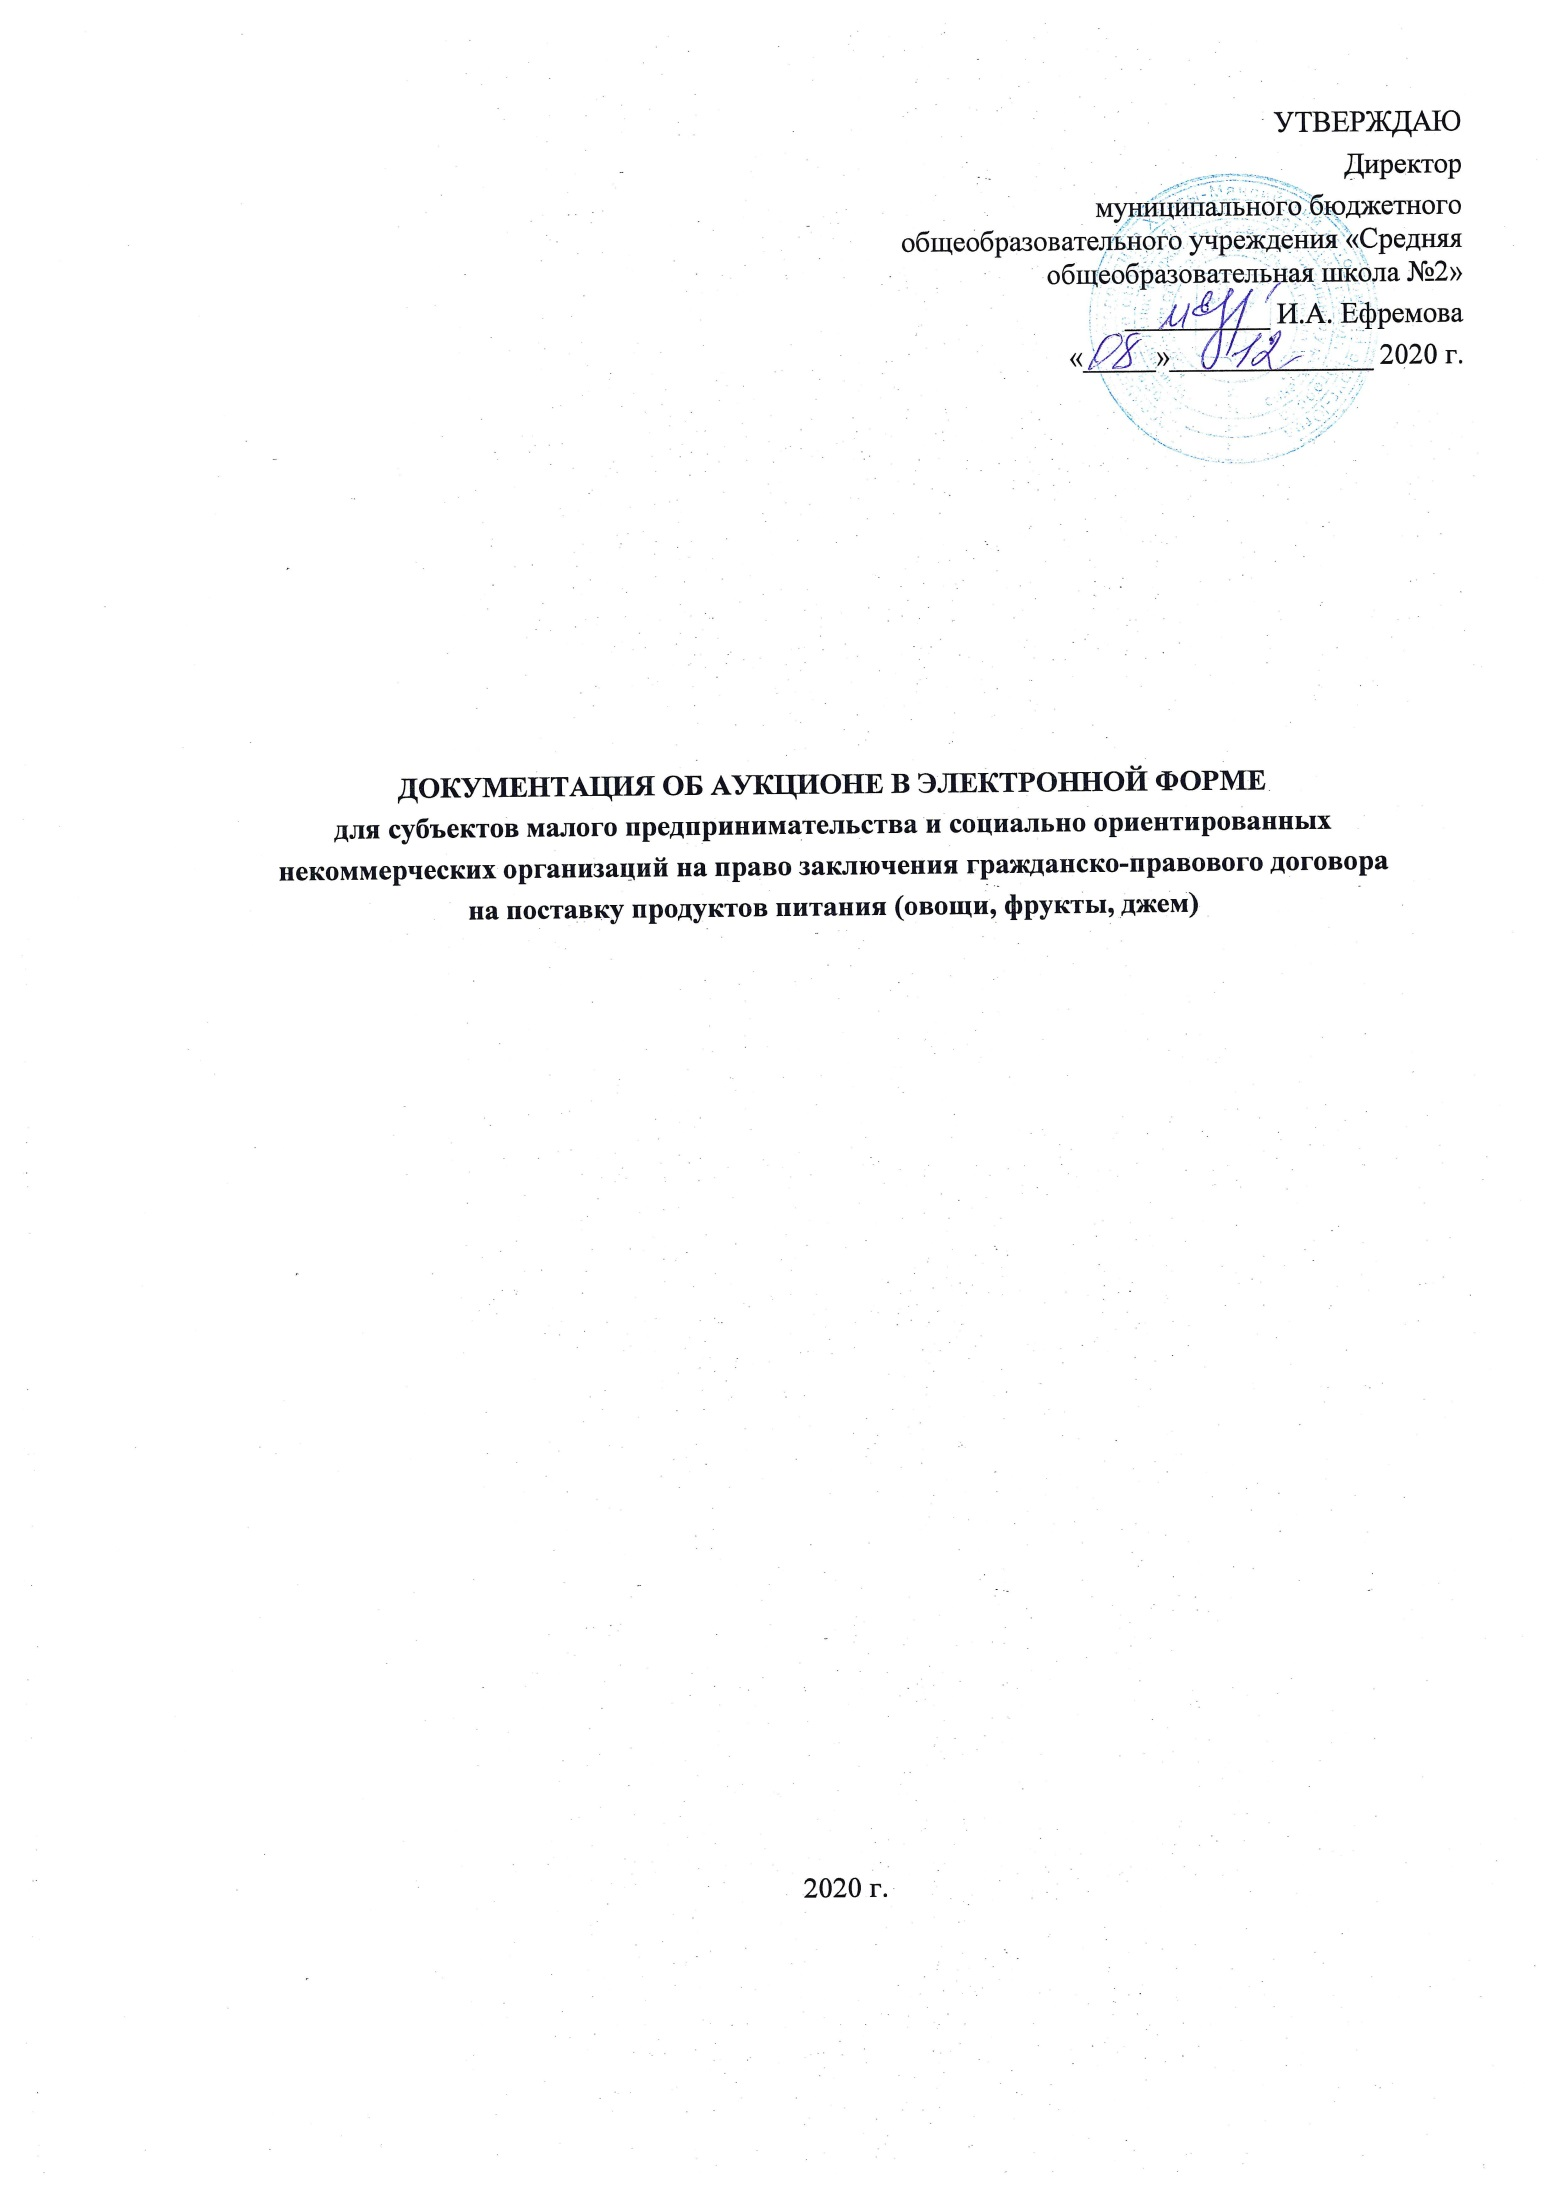 УТВЕРЖДАЮ
Директор
муниципального бюджетного
общеобразовательного учреждения «Средняя
общеобразовательная школа №2»
И.А. Ефремова
«08» 12 2020 г.
ДОКУМЕНТАЦИЯ ОБ АУКЦИОНЕ В ЭЛЕКТРОННОЙ ФОРМЕ
для субъектов малого предпринимательства и социально ориентированных
некоммерческих организаций на право заключения гражданско-правового договора
на поставку продуктов питания (овощи, фрукты, джем)
2020 г.